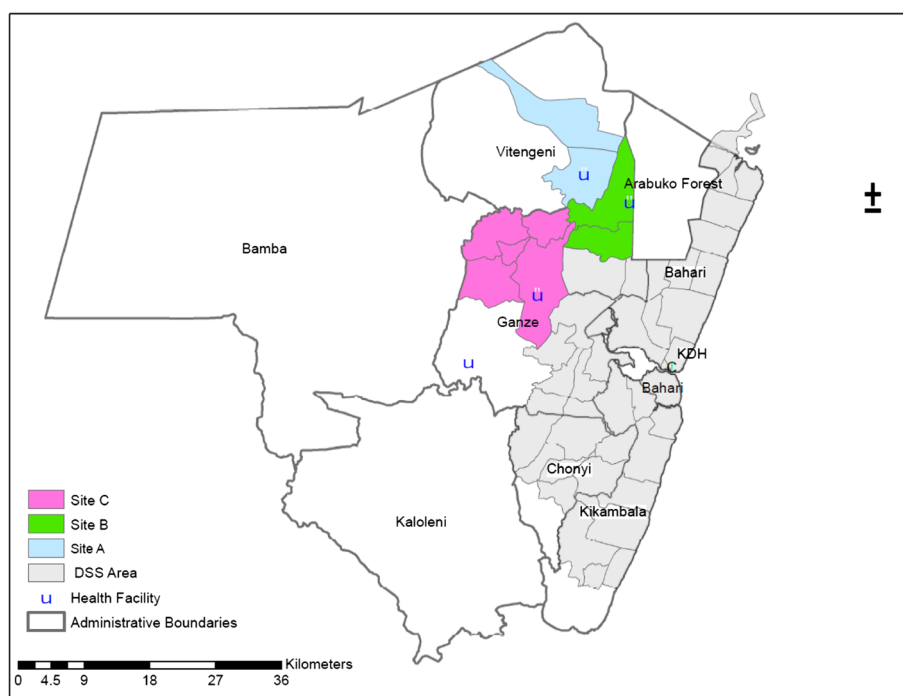 Vitengeni
ü
Arabuko Forest
ü
Bamba
Bahari
ü
Ganze
u
KDH
C
Bahari
Chonyi
Kaloleni
Kikambala
Site C
Site B
Site A
DSS Area
u Health Facility
Administrative Boundaries
Kilometers
0 4.5 9 18 27 36
±